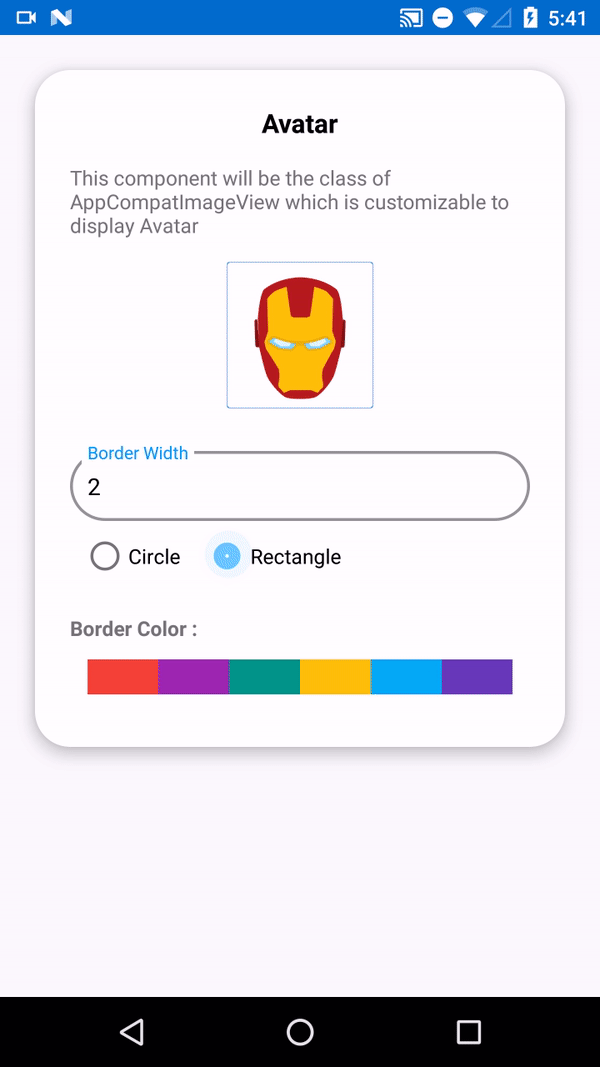 5:41
Avatar
This component will be the class of
AppCompatImageView which is customizable to
display Avatar
Border Width
2
Circle
Rectangle
Border Color :